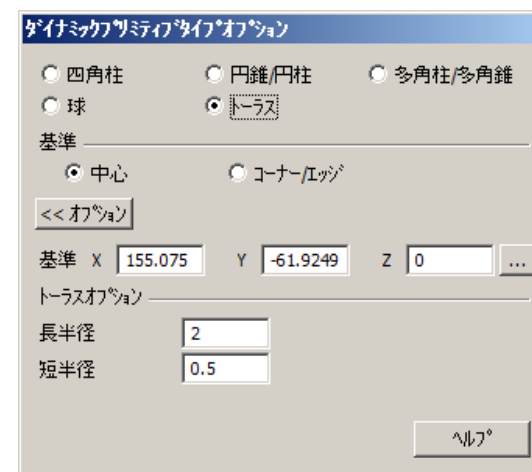 ﾀﾞｲﾅﾐｯｸﾌﾟﾘﾐﾃｨﾌﾞﾀｲﾌﾟｵﾌﾟｼｮﾝ
四角柱 円錐/円柱 多角柱/多角錐
球 ﾄｰﾗｽ
基準
中心 ｺｰﾅｰ/ｴｯｼﾞ
<< ｵﾌﾟｼｮﾝ
基準 X 155.075 Y -61.9249 Z 0 ...
ﾄｰﾗｽｵﾌﾟｼｮﾝ
長半径 2
短半径 0.5
ﾍﾙﾌﾟ